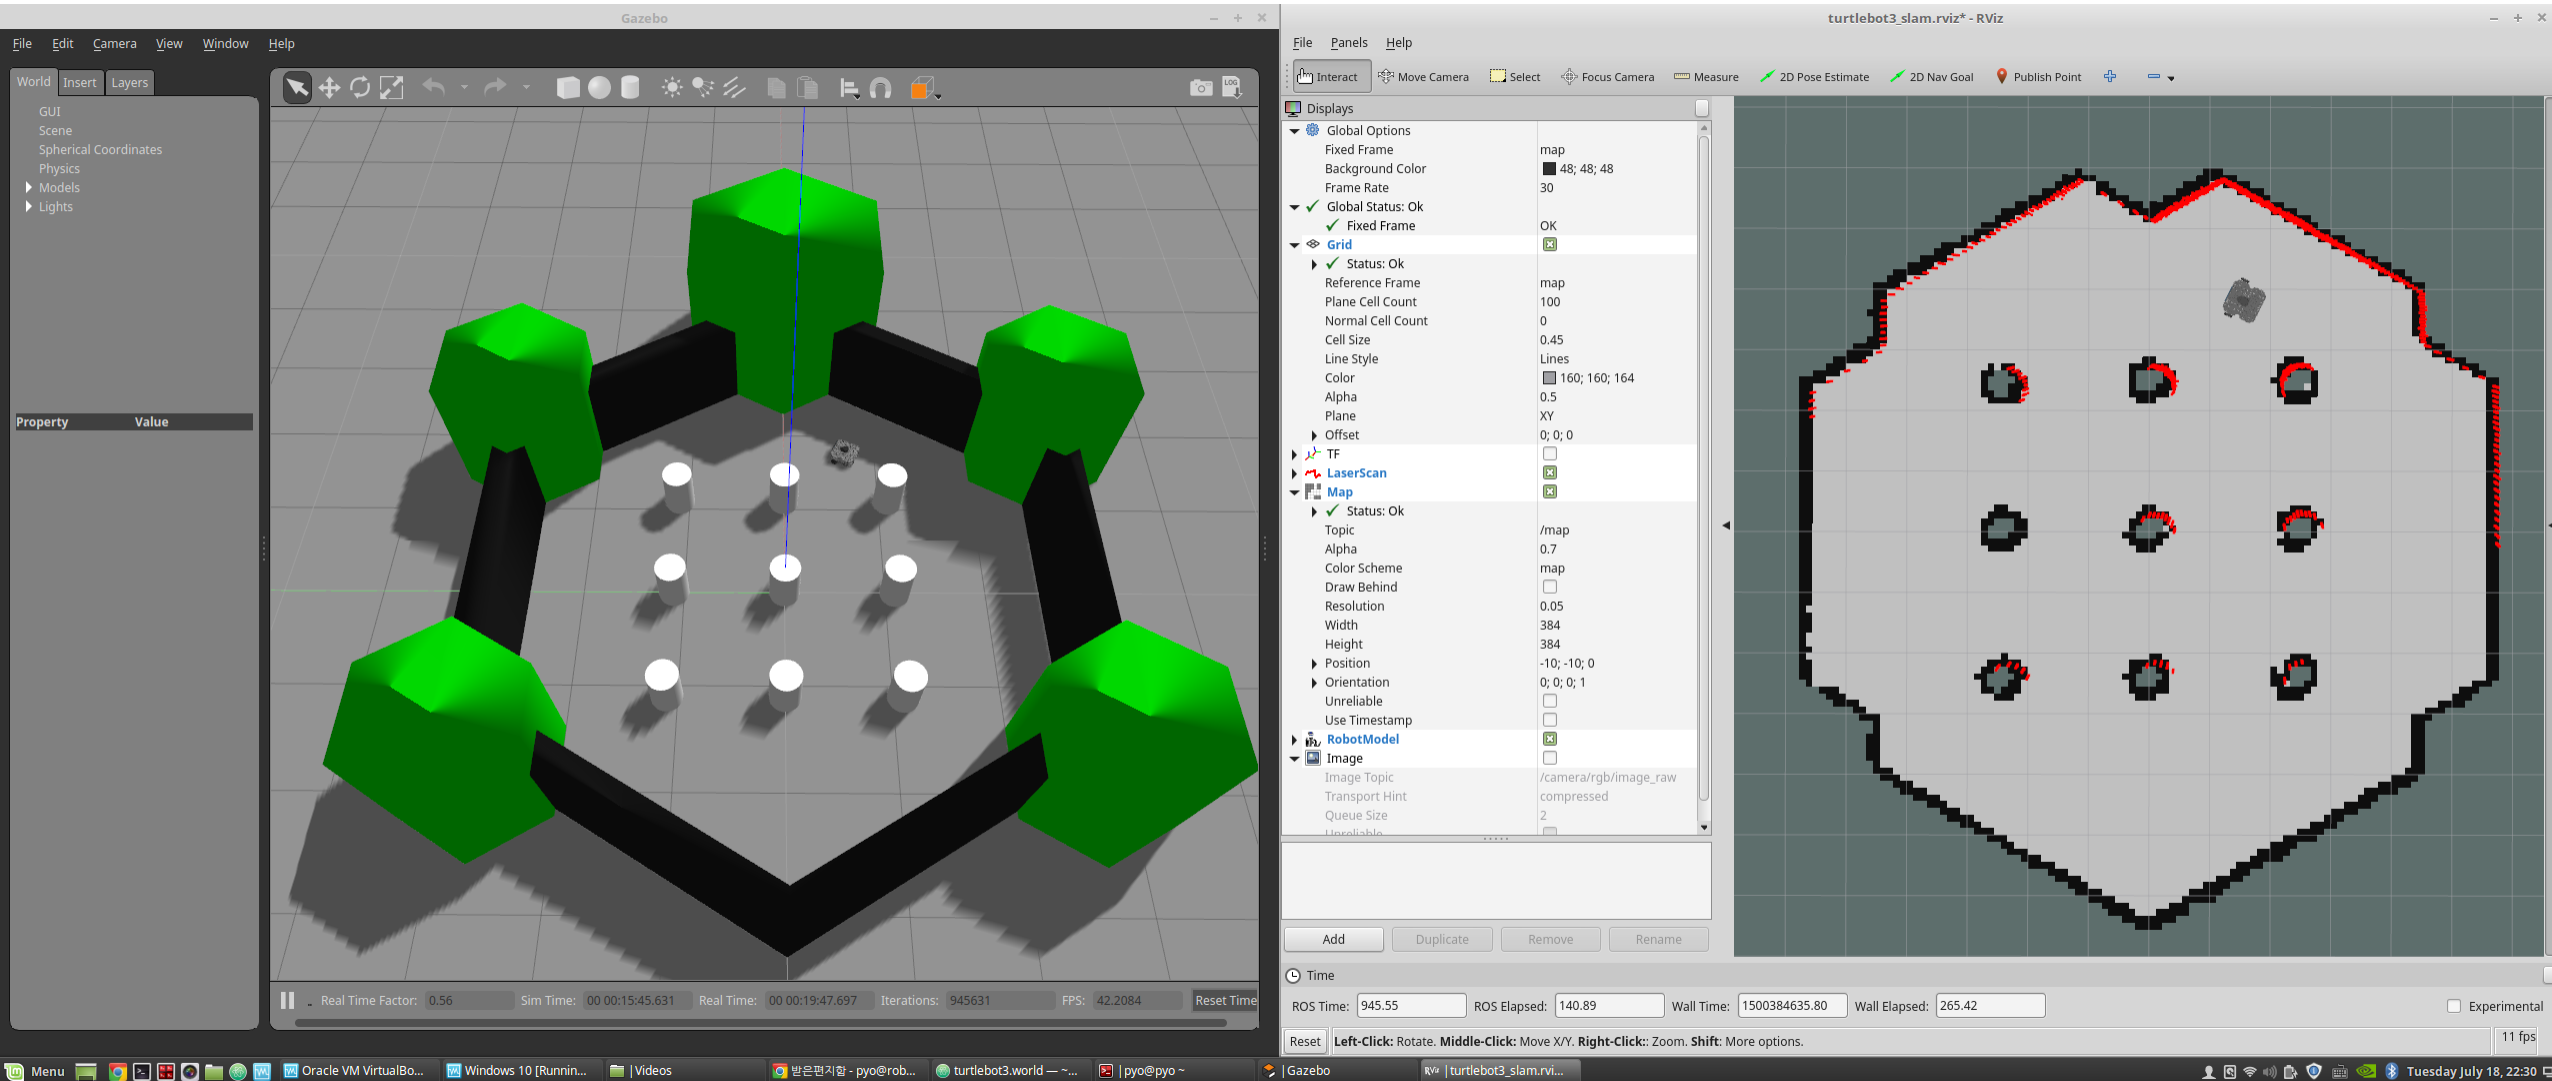 Gazebo
File Edit Camera View Window Help
World Insert Layers
GUI
Scene
Spherical Coordinates
Physics
Models
Lights
Property Value
LOG
Real Time Factor: 0.56 Sim Time: 00 00:15:45.631 Real Time: 00 00:19:47.697 Iterations: 945631 FPS: 42.2084 Reset Time
turtlebot3_slam.rviz* - RViz
File Panels Help
Interact Move Camera Select Focus Camera Measure 2D Pose Estimate 2D Nav Goal Publish Point
Displays
Global Options
Fixed Frame map
Background Color 48; 48; 48
Frame Rate 30
Global Status: Ok
Fixed Frame OK
Grid
Status: Ok
Reference Frame map
Plane Cell Count 100
Normal Cell Count 0
Cell Size 0.45
Line Style Lines
Color 160; 160; 164
Alpha 0.5
Plane XY
Offset 0; 0; 0
TF
LaserScan
Map
Status: Ok
Topic /map
Alpha 0.7
Color Scheme map
Draw Behind
Resolution 0.05
Width 384
Height 384
Position -10; -10; 0
Orientation 0; 0; 0; 1
Unreliable
Use Timestamp
RobotModel
Image
Image Topic /camera/rgb/image_raw
Transport Hint compressed
Queue Size 2
Unreliable
Add Duplicate Remove Rename
Time
ROS Time: 945.55 ROS Elapsed: 140.89 Wall Time: 1500384635.80 Wall Elapsed: 265.42 Experimental
Reset Left-Click: Rotate. Middle-Click: Move X/Y. Right-Click:: Zoom. Shift: More options. 11 fps
Menu Oracle VM VirtualBo... Windows 10 [Runnin... |Videos 받은편지함 - pyo@rob... turtlebot3.world — ~... |pyo@pyo ~ |Gazebo RViz |turtlebot3_slam.rvi... Tuesday July 18, 22:30